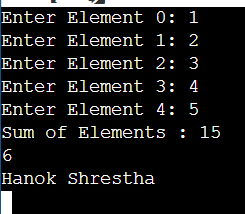 Enter Element 0: 1
Enter Element 1: 2
Enter Element 2: 3
Enter Element 3: 4
Enter Element 4: 5
Sum of Elements : 15
6
Hanok Shrestha